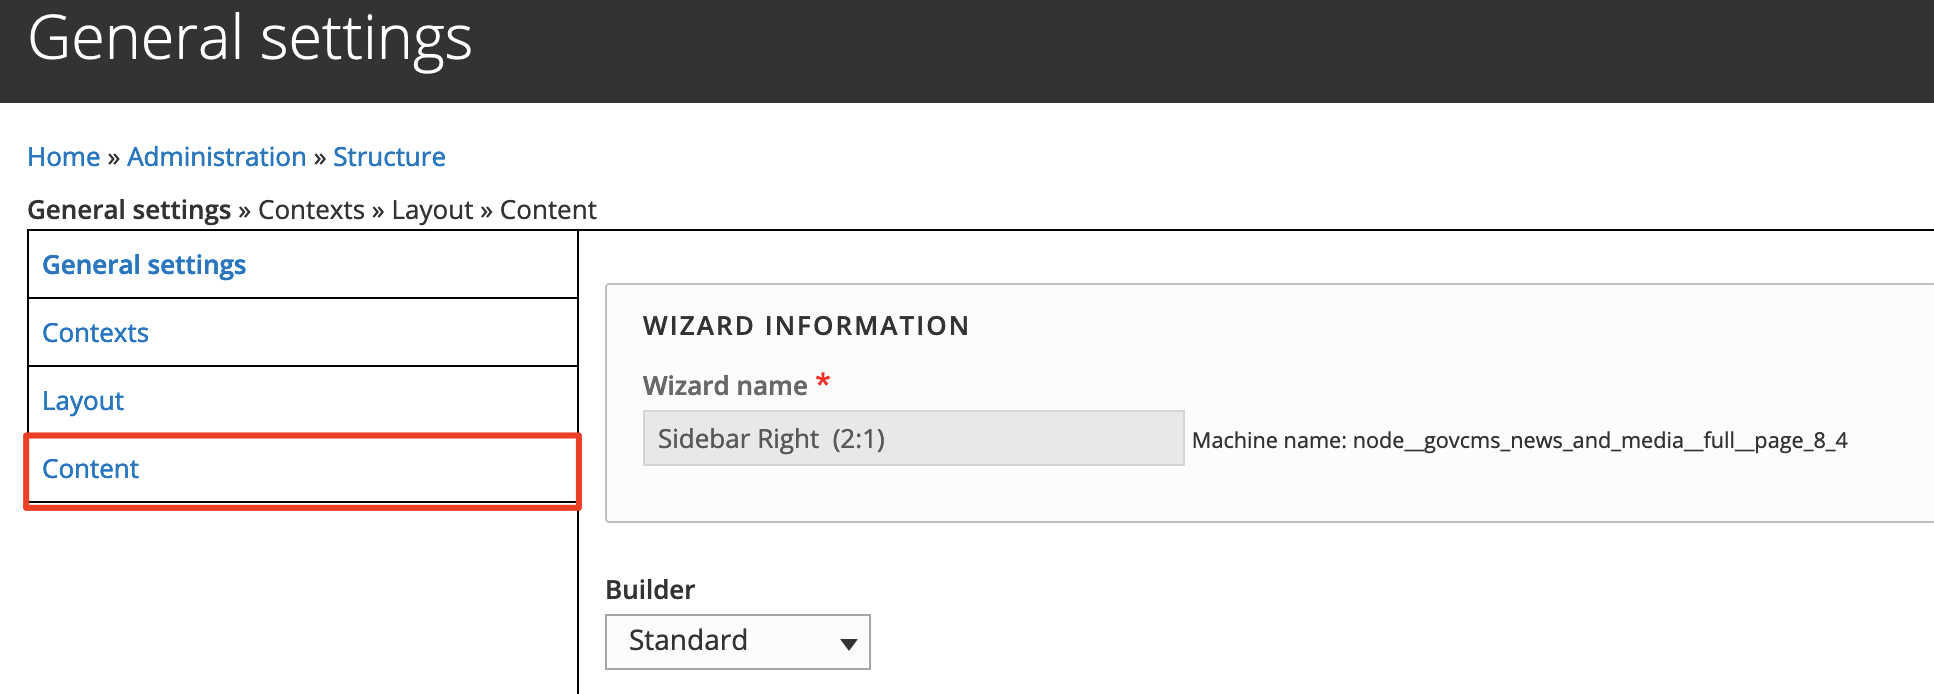 General settings
Home » Administration » Structure
General settings » Contexts » Layout » Content
General settings
Contexts
Layout
Content
WIZARD INFORMATION
Wizard name *
Sidebar Right (2:1) Machine name: node__govcms_news_and_media__full__page_8_4
Builder
Standard